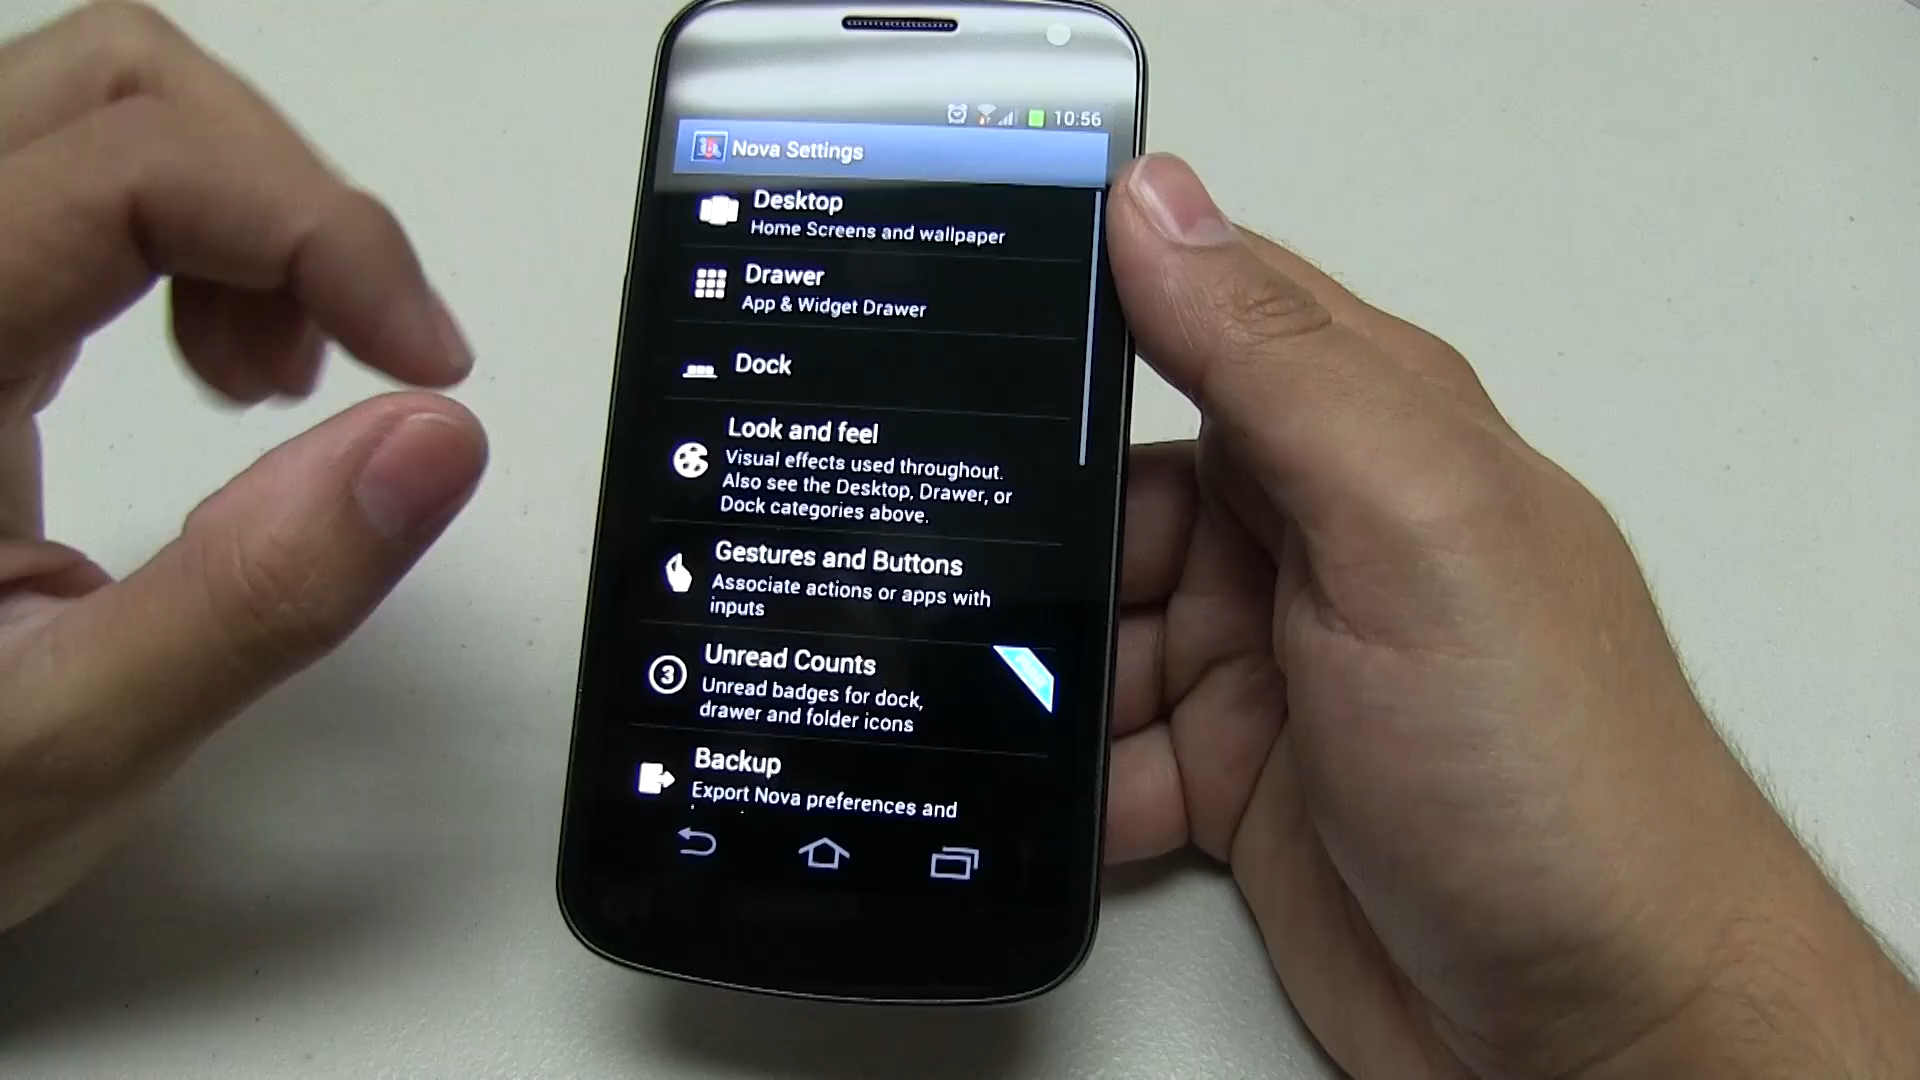 10:56
Nova Settings
Desktop
Home Screens and wallpaper
Drawer
App & Widget Drawer
Dock
Look and feel
Visual effects used throughout.
Also see the Desktop, Drawer, or
Dock categories above.
Gestures and Buttons
Associate actions or apps with
inputs
3
Unread Counts
Unread badges for dock,
drawer and folder icons
Backup
Export Nova preferences and